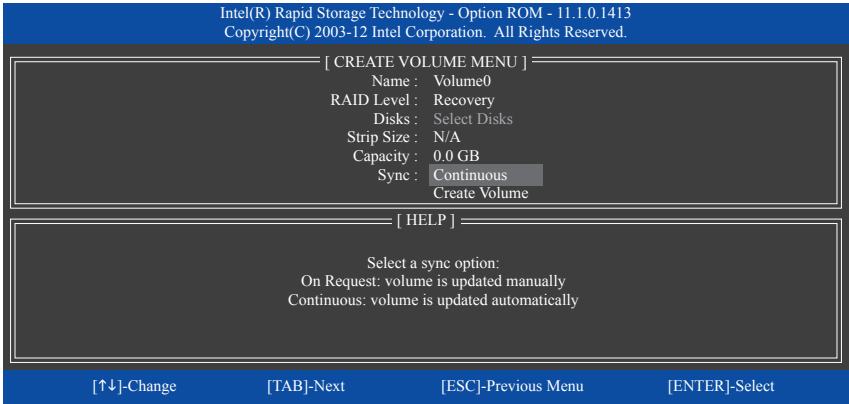 Intel(R) Rapid Storage Technology - Option ROM - 11.1.0.1413
Copyright(C) 2003-12 Intel Corporation.  All Rights Reserved.
[ CREATE VOLUME MENU ]
Name :  Volume0
RAID Level :  Recovery
Disks :  Select Disks
Strip Size :  N/A
Capacity :  0.0 GB
Sync :  Continuous
Create Volume
[ HELP ]
Select a sync option:
On Request: volume is updated manually
Continuous: volume is updated automatically
[↑↓]-Change  [TAB]-Next  [ESC]-Previous Menu  [ENTER]-Select